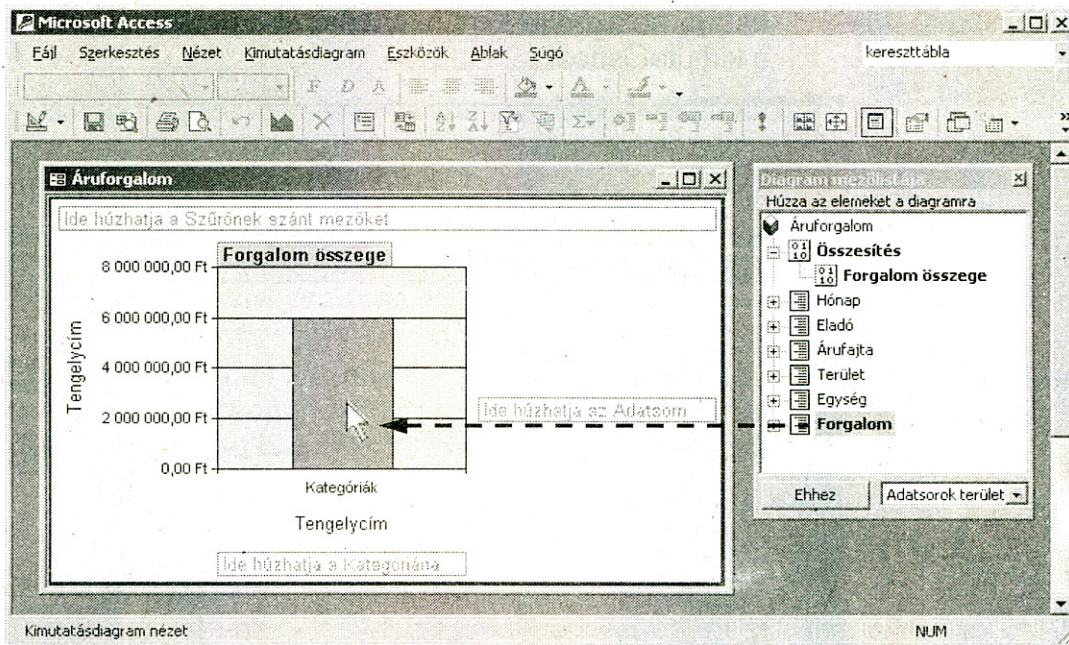 Microsoft Access
Fájl Szerkesztés Nézet Kimutatásdiagram Eszközök Ablak Súgó kereszttábla
F D A
Áruforgalom
Ide húzhatja a Szűrőnek szánt mezőket
Forgalom összege
8 000 000,00 Ft
6 000 000,00 Ft
4 000 000,00 Ft
2 000 000,00 Ft
0,00 Ft
Tengelycím
Kategóriák
Tengelycím
Ide húzhatja az Adatsorn
Ide húzhatja a Kategóriána
Diagram mezőlistája
Húzza az elemeket a diagramra
Áruforgalom
Összesítés
Forgalom összege
Hónap
Eladó
Árufajta
Terület
Egység
Forgalom
Ehhez Adatsorok terület
Kimutatásdiagram nézet NUM